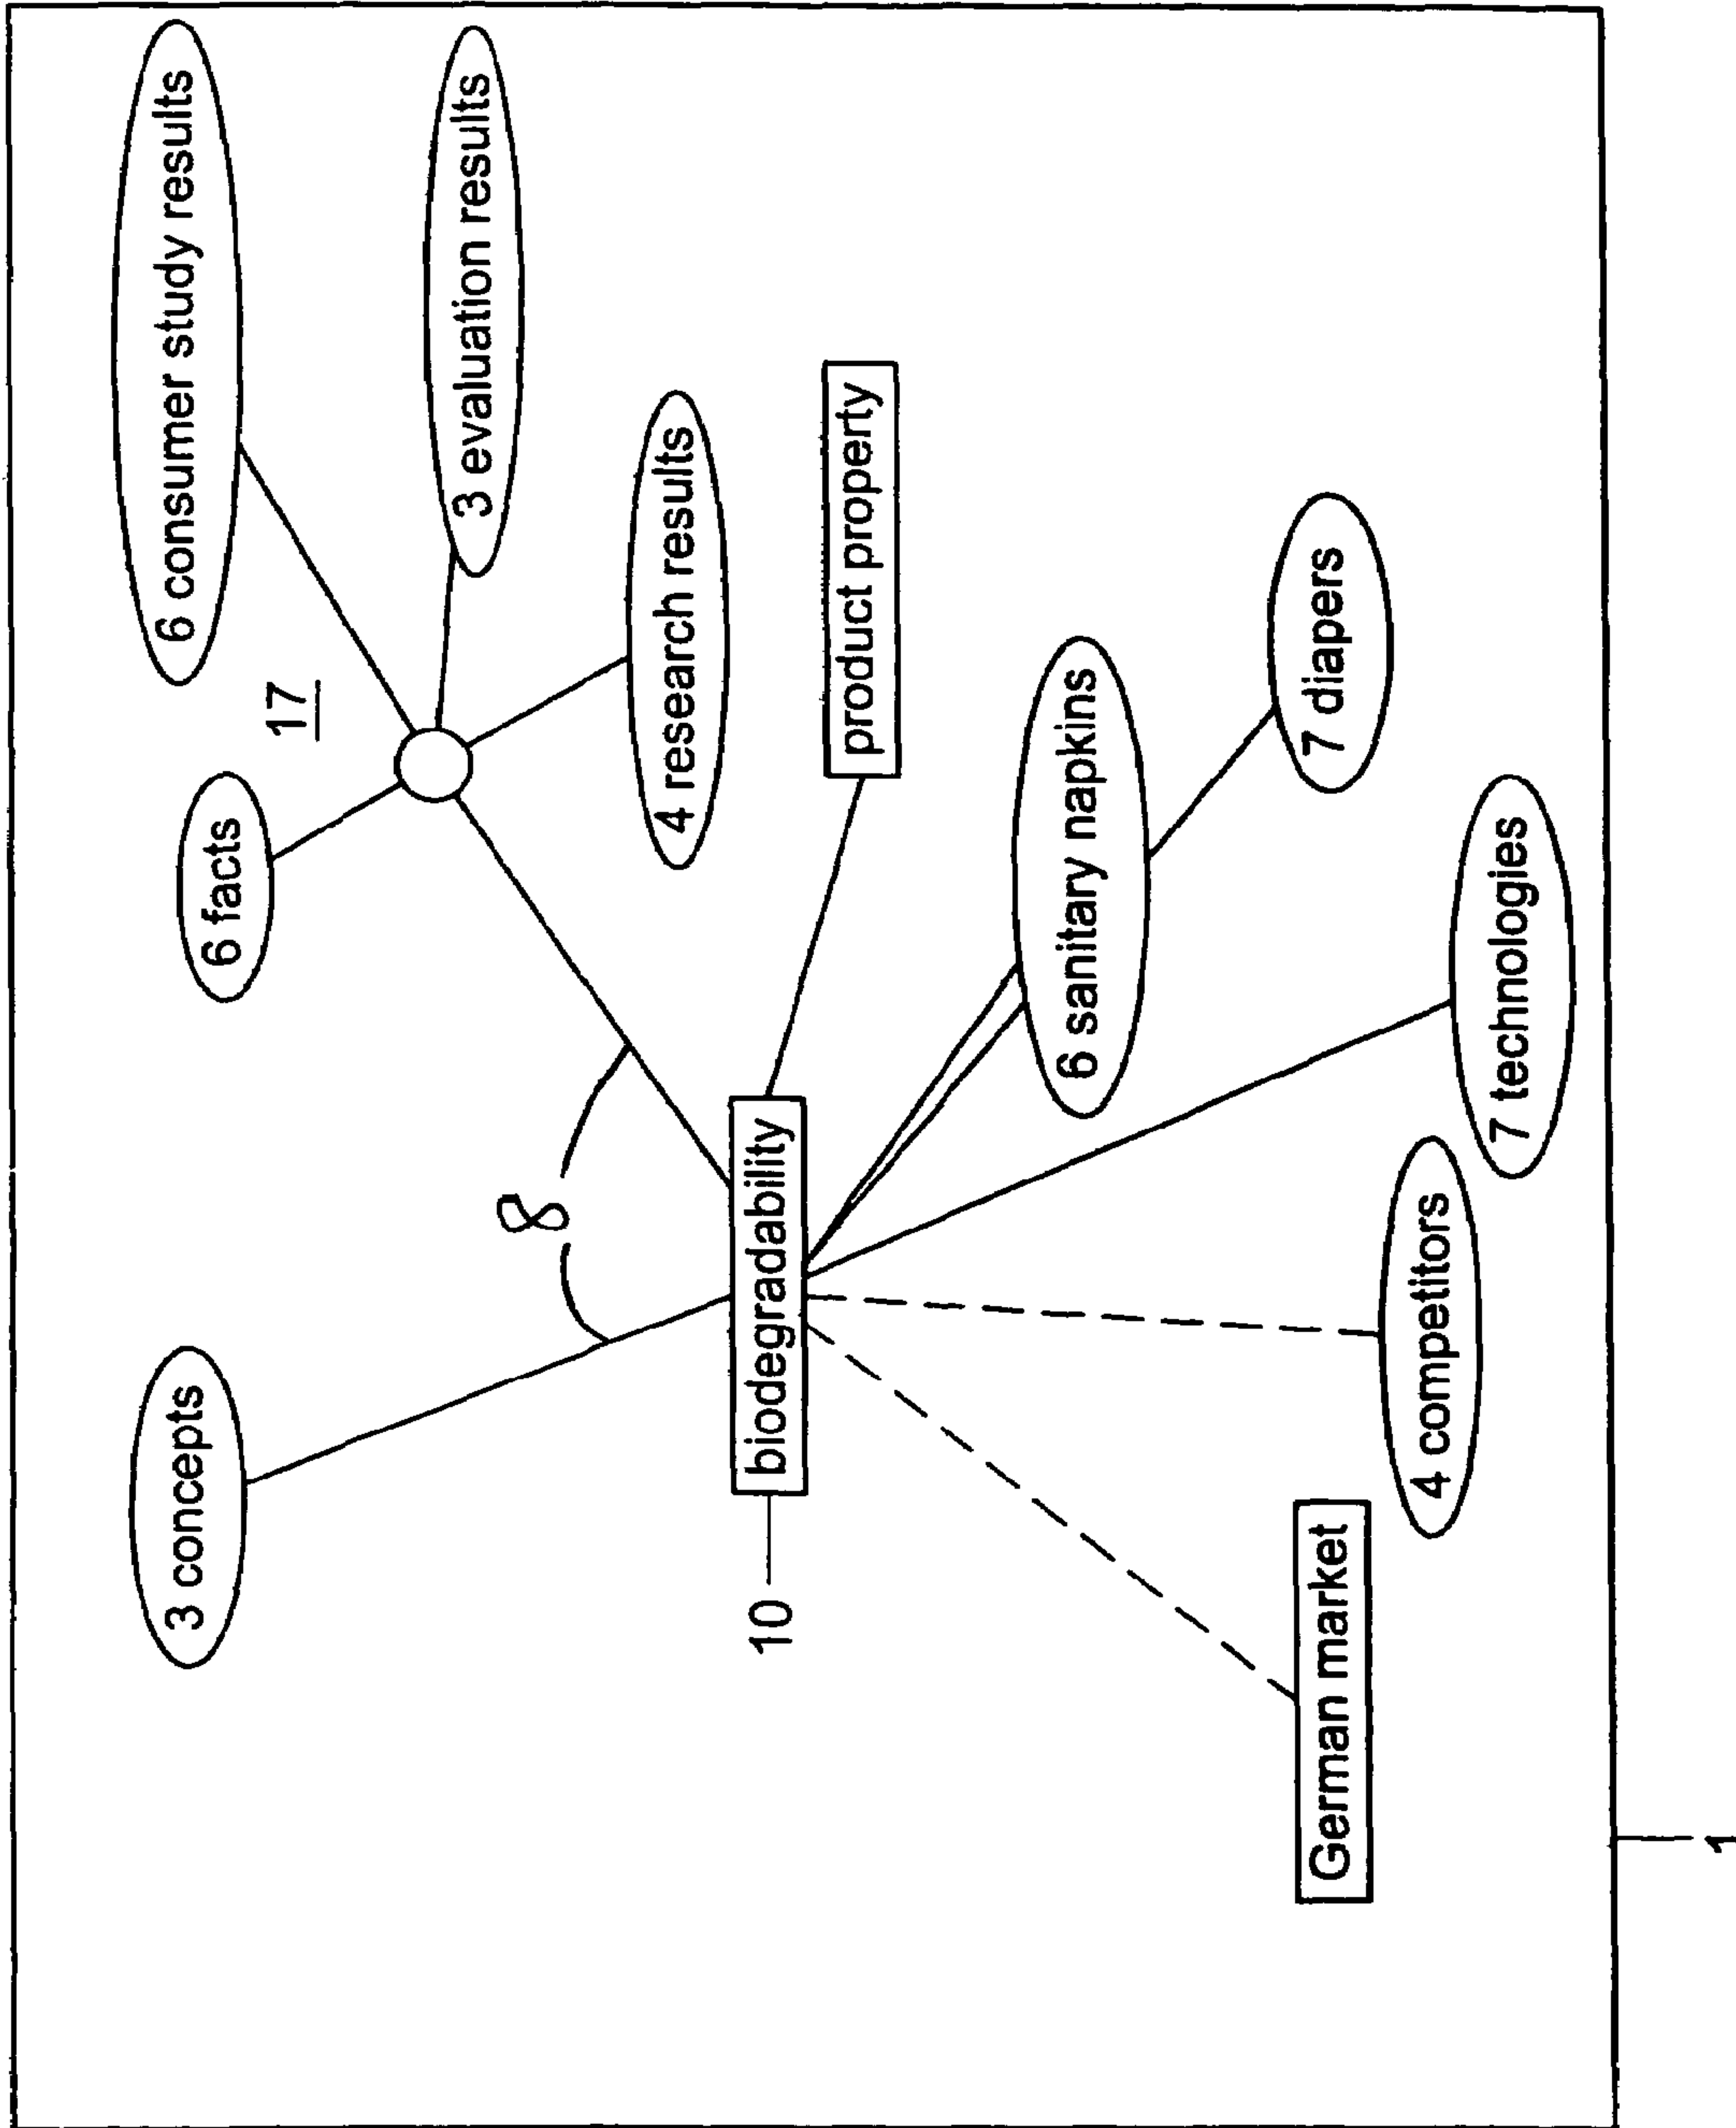 6 consumer study results
3 concepts
6 facts
17
3 evaluation results
8
4 research results
10
biodegradability
product property
6 sanitary napkins
German market
7 diapers
4 competitors
7 technologies
1